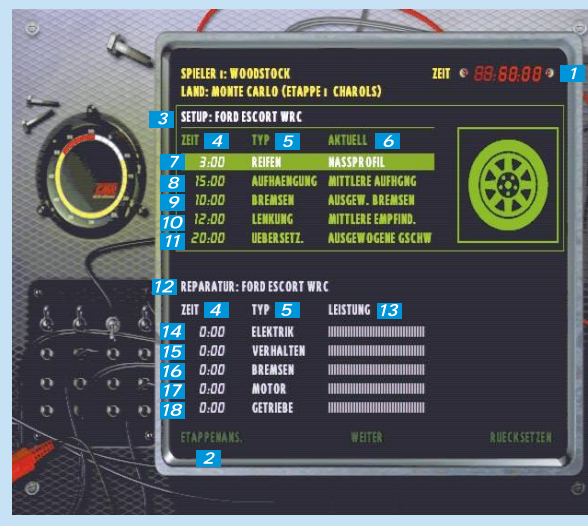 SPIELER 1: WOODSTOCK ZEIT 88:60:00 1
LAND: MONTE CARLO (ETAPPE 1 CHAROLS)
3 SETUP: FORD ESCORT WRC
ZEIT 4 TYP 5 AKTUELL 6
7 3:00 REIFEN NASSPROFIL
8 15:00 AUFHAENGUNG MITTLERE AUFHGNG
9 10:00 BREMSEN AUSGEW. BREMSEN
10 12:00 LENKUNG MITTLERE EMPFIND.
11 20:00 UEBERSETZ. AUSGEWOGENE GSCHW
12 REPARATUR: FORD ESCORT WRC
ZEIT 4 TYP 5 LEISTUNG 13
14 0:00 ELEKTRIK
15 0:00 VERHALTEN
16 0:00 BREMSEN
17 0:00 MOTOR
18 0:00 GETRIEBE
ETAPPENANS. WEITER RUECKSETZEN
2